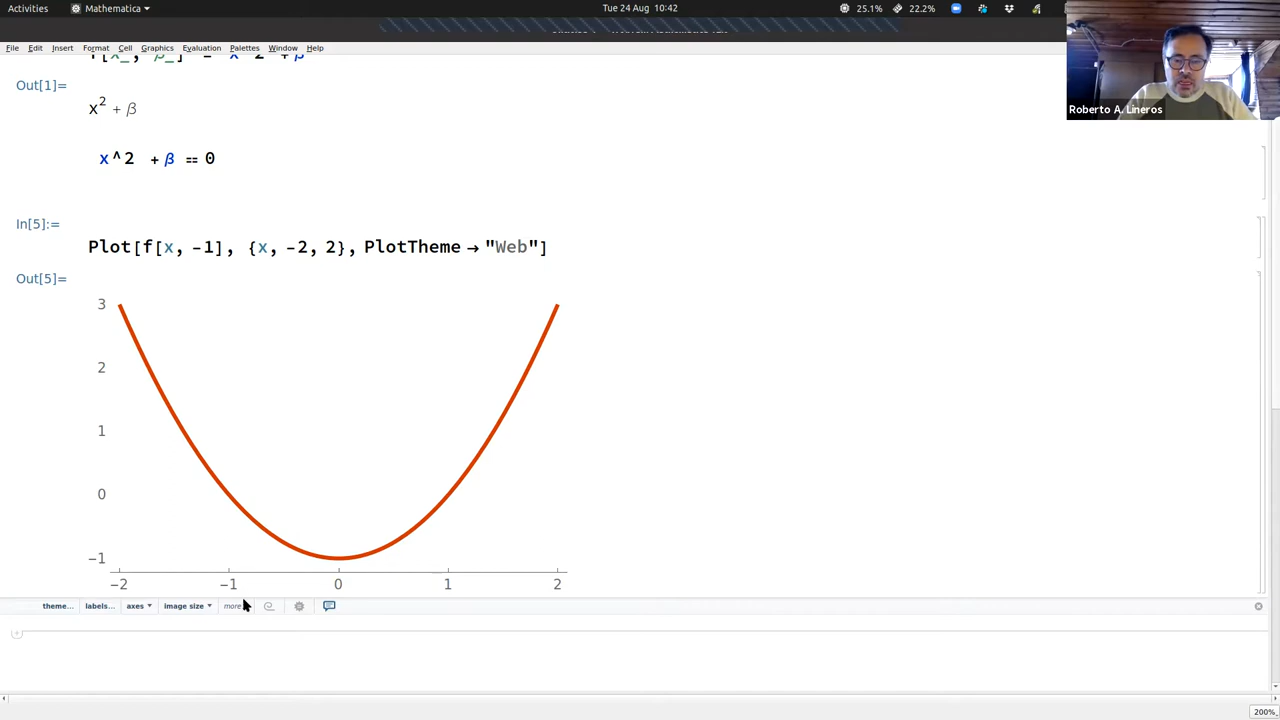 Activities Mathematica Tue 24 Aug 10:42 25.1% 22.2%
File Edit Insert Format Cell Graphics Evaluation Palettes Window Help
Roberto A. Lineros
Out[1]=
x² + β
x^2 + β == 0
In[5]:=
Plot[f[x, -1], {x, -2, 2}, PlotTheme → "Web"]
Out[5]=
3
2
1
0
-1
-2 -1 0 1 2
theme... labels... axes image size more
200%